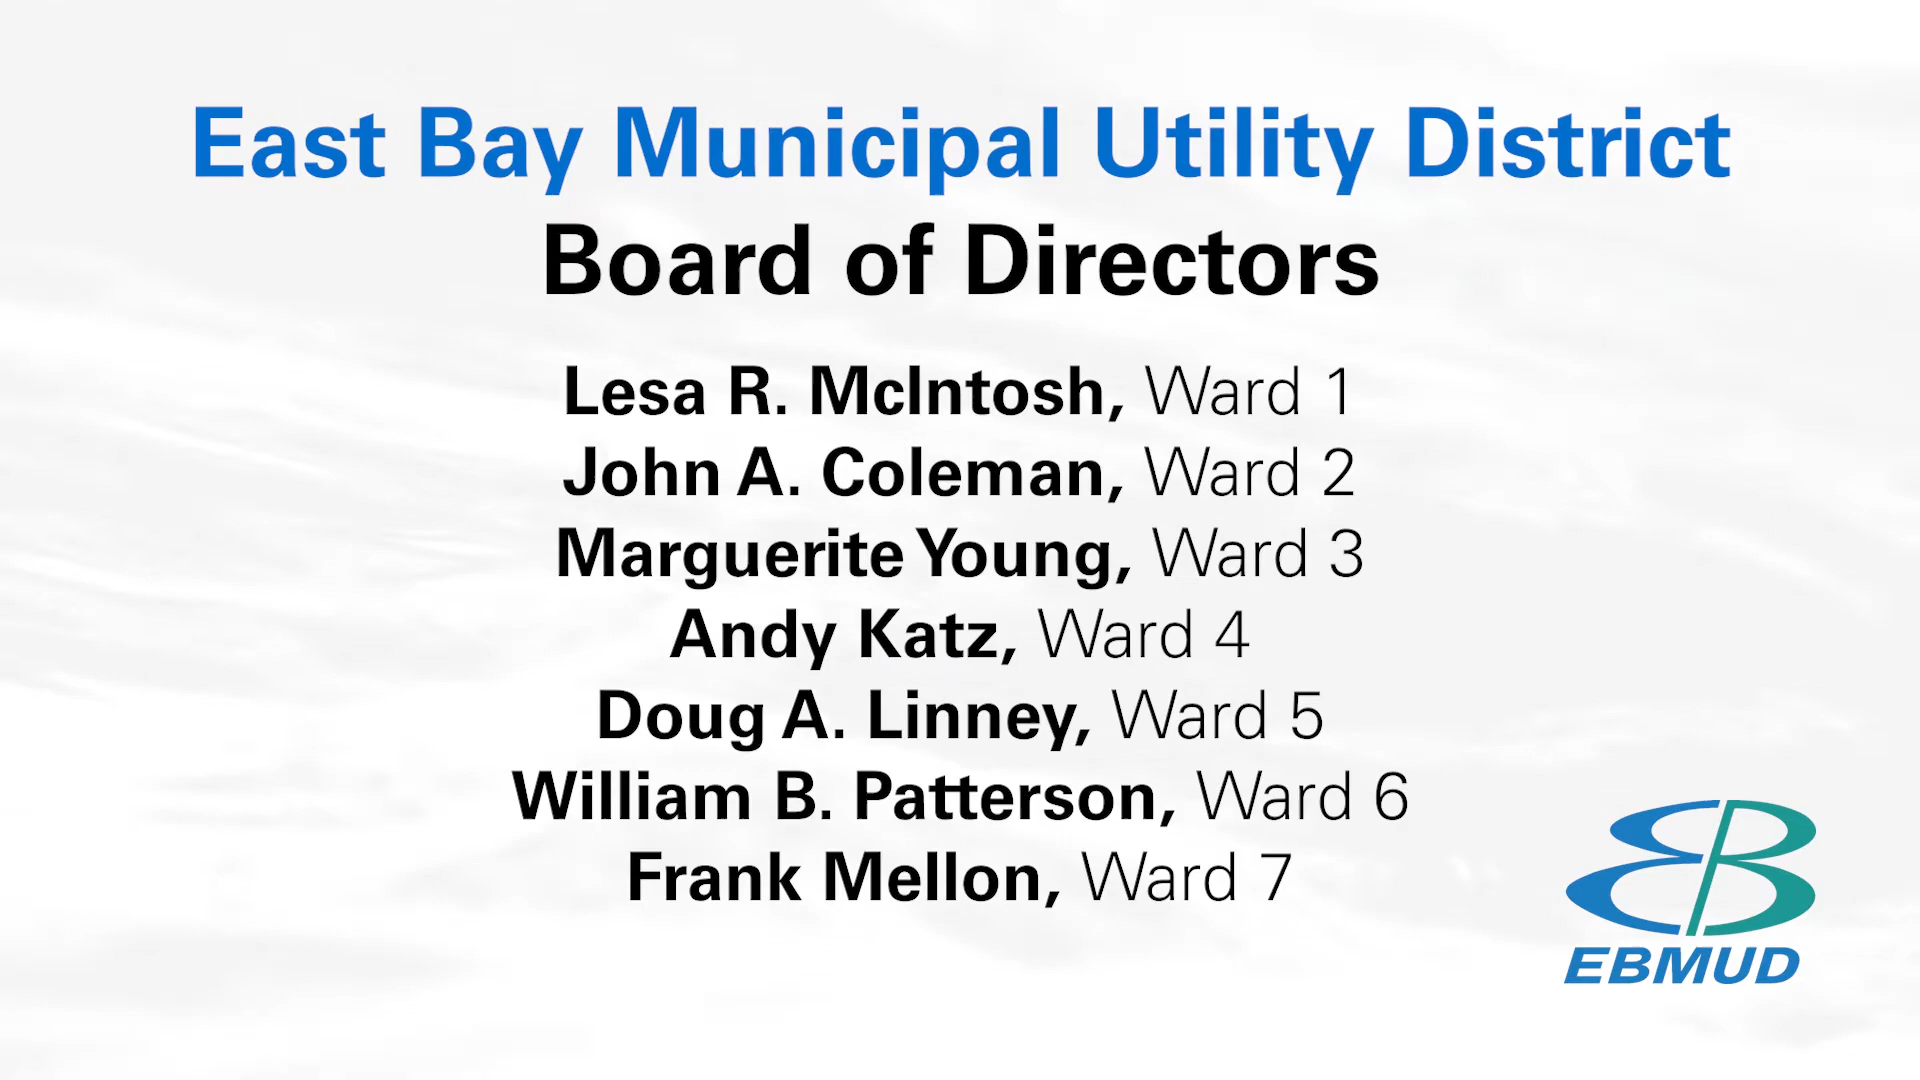 East Bay Municipal Utility District
Board of Directors
Lesa R. McIntosh, Ward 1
John A. Coleman, Ward 2
Marguerite Young, Ward 3
Andy Katz, Ward 4
Doug A. Linney, Ward 5
William B. Patterson, Ward 6
Frank Mellon, Ward 7
EB
EBMUD